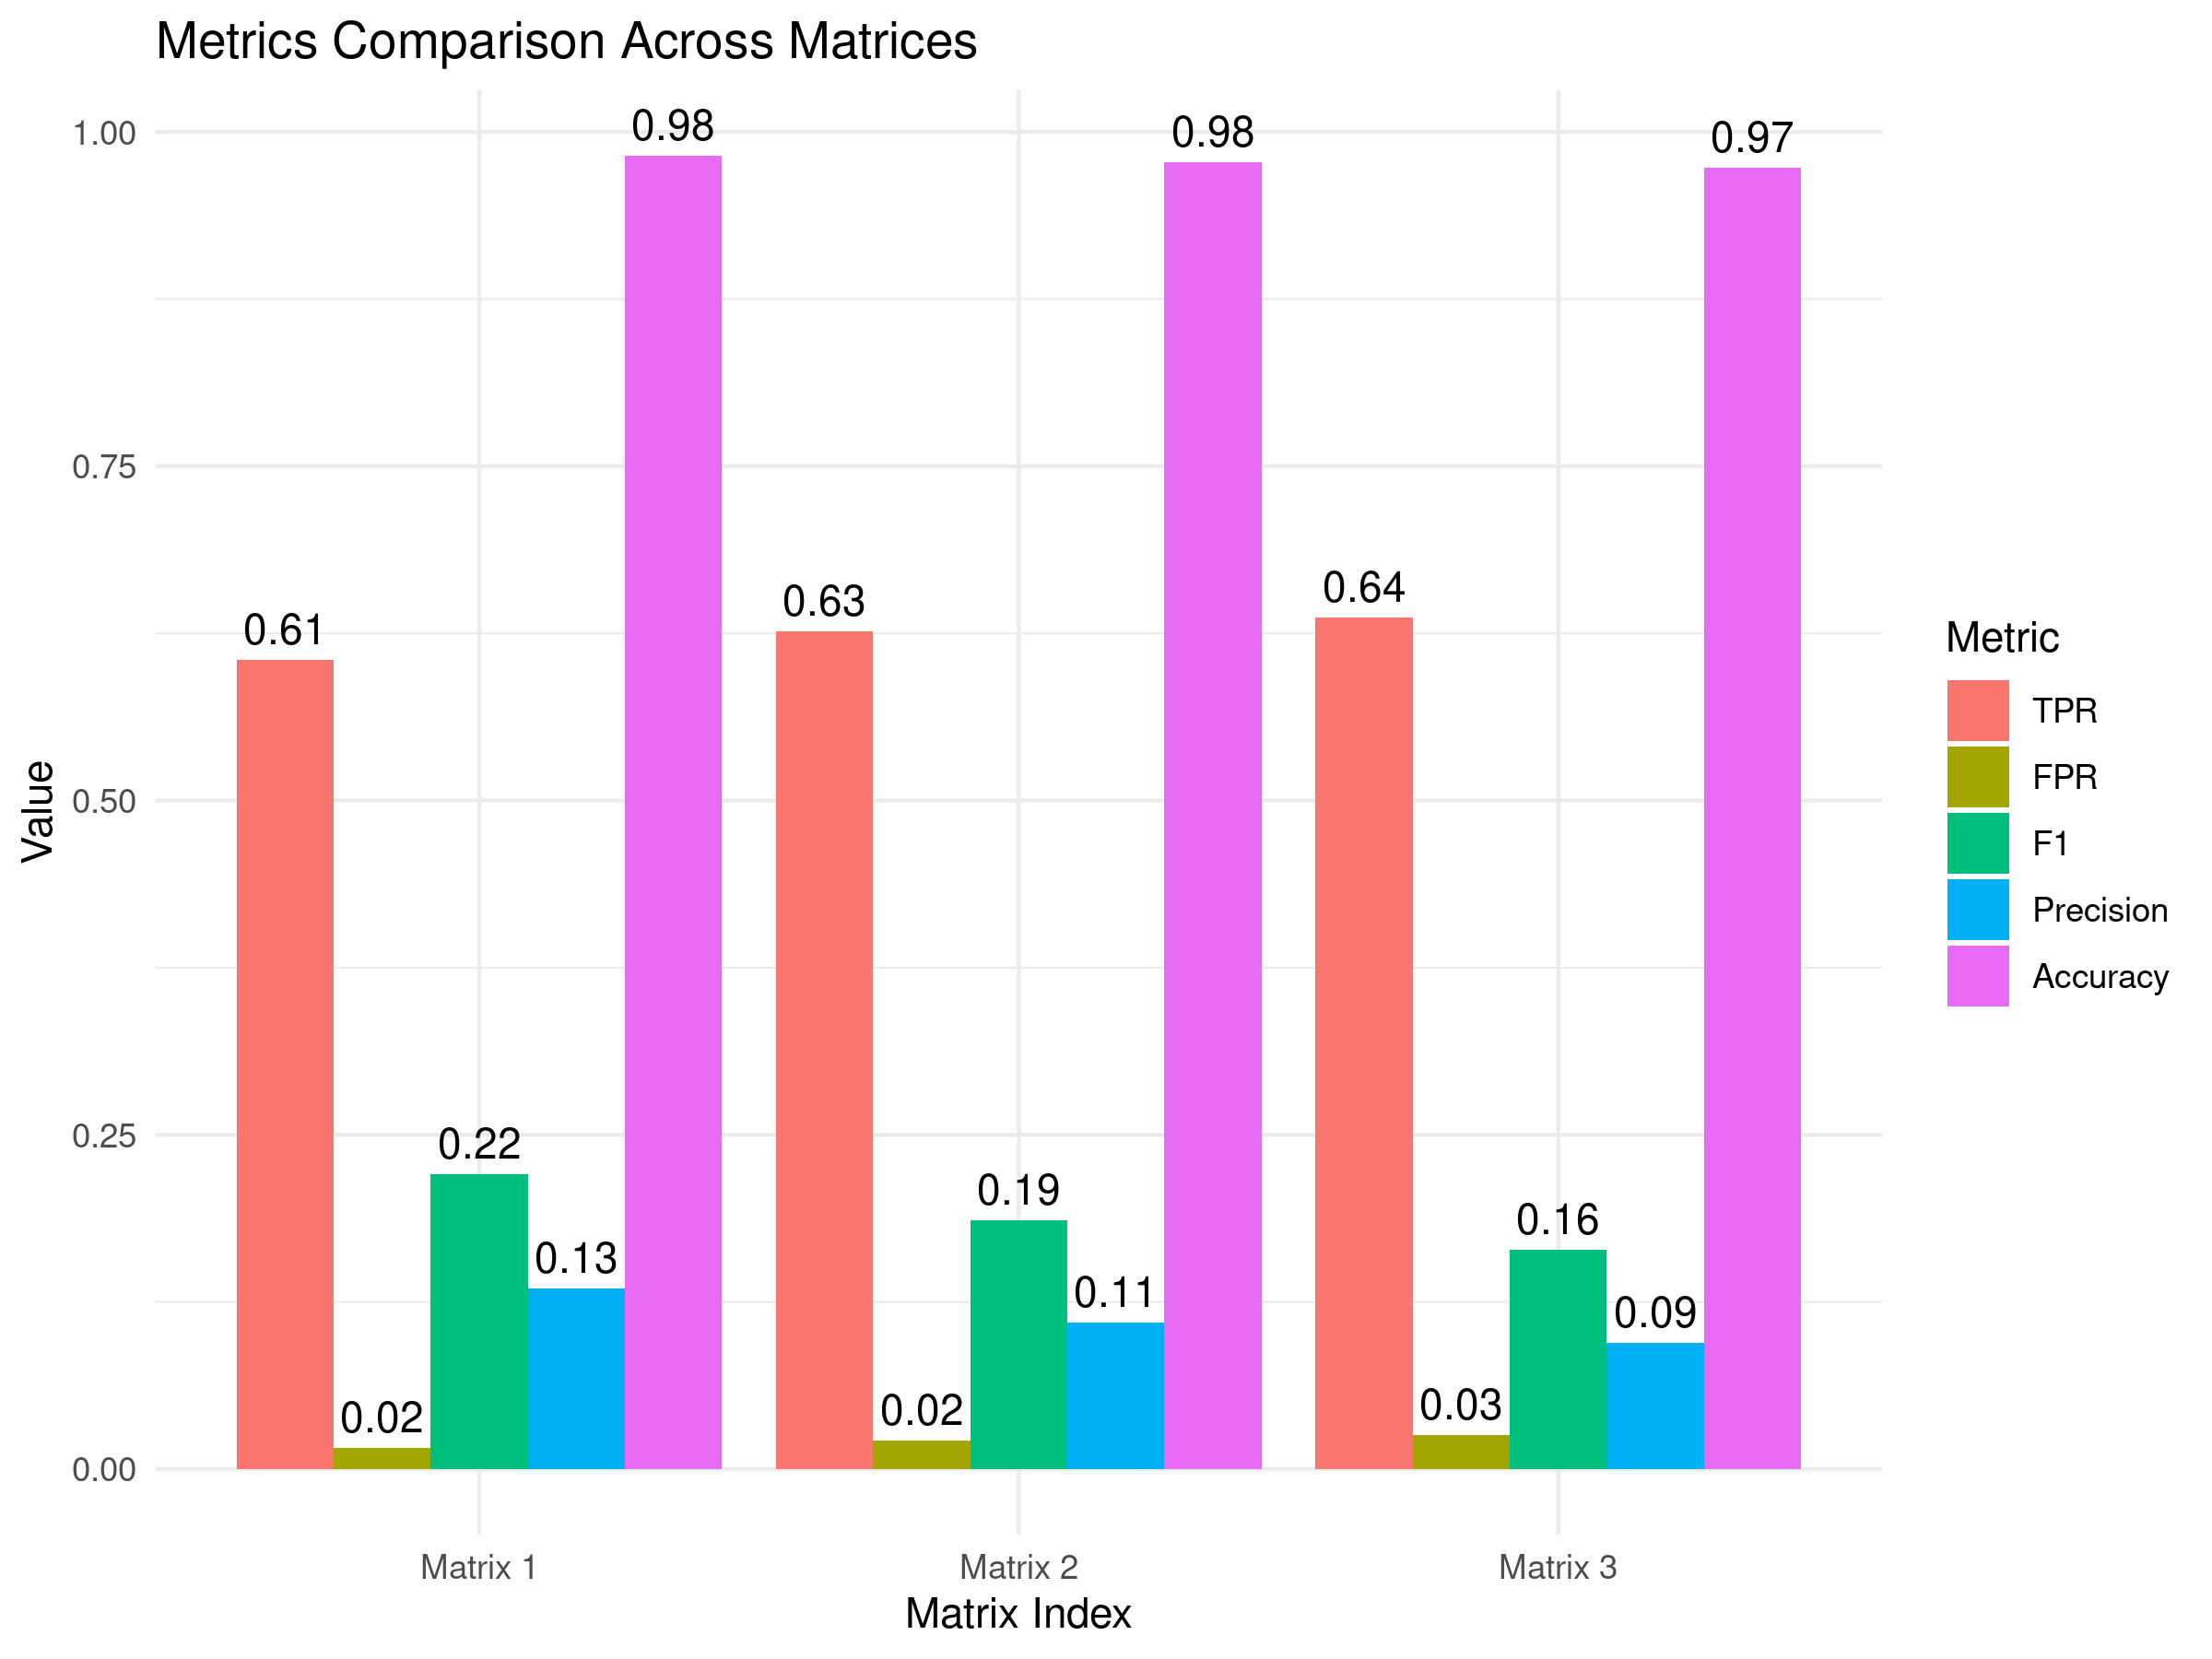 Metrics Comparison Across Matrices
Value
1.00
0.75
0.50
0.25
0.00
0.61
0.02
0.22
0.13
0.98
0.63
0.02
0.19
0.11
0.98
0.64
0.03
0.16
0.09
0.97
Matrix 1
Matrix 2
Matrix 3
Matrix Index
Metric
TPR
FPR
F1
Precision
Accuracy